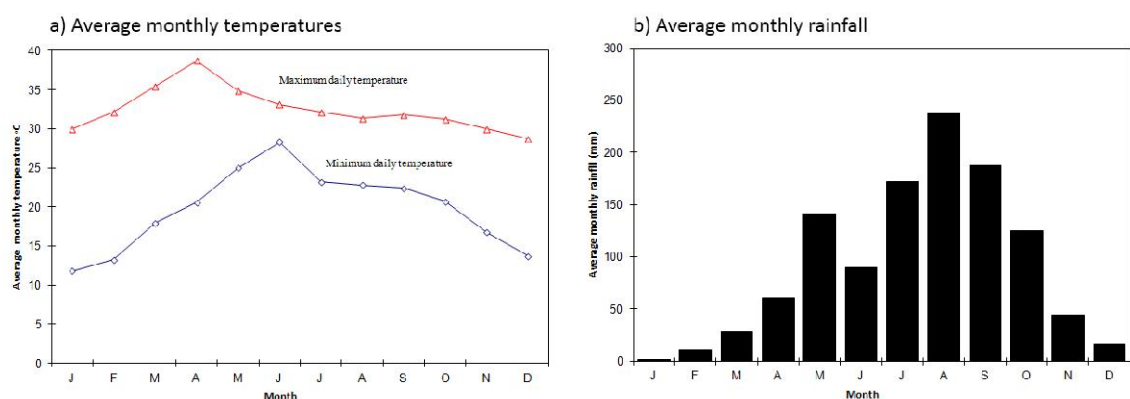 a) Average monthly temperatures
40
35
30
25
20
15
10
5
0
Average monthly temperature °C
Maximum daily temperature
Minimum daily temperature
J F M A M J J A S O N D
Month
b) Average monthly rainfall
300
250
200
150
100
50
0
Average monthly rainfll (mm)
J F M A M J J A S O N D
Month